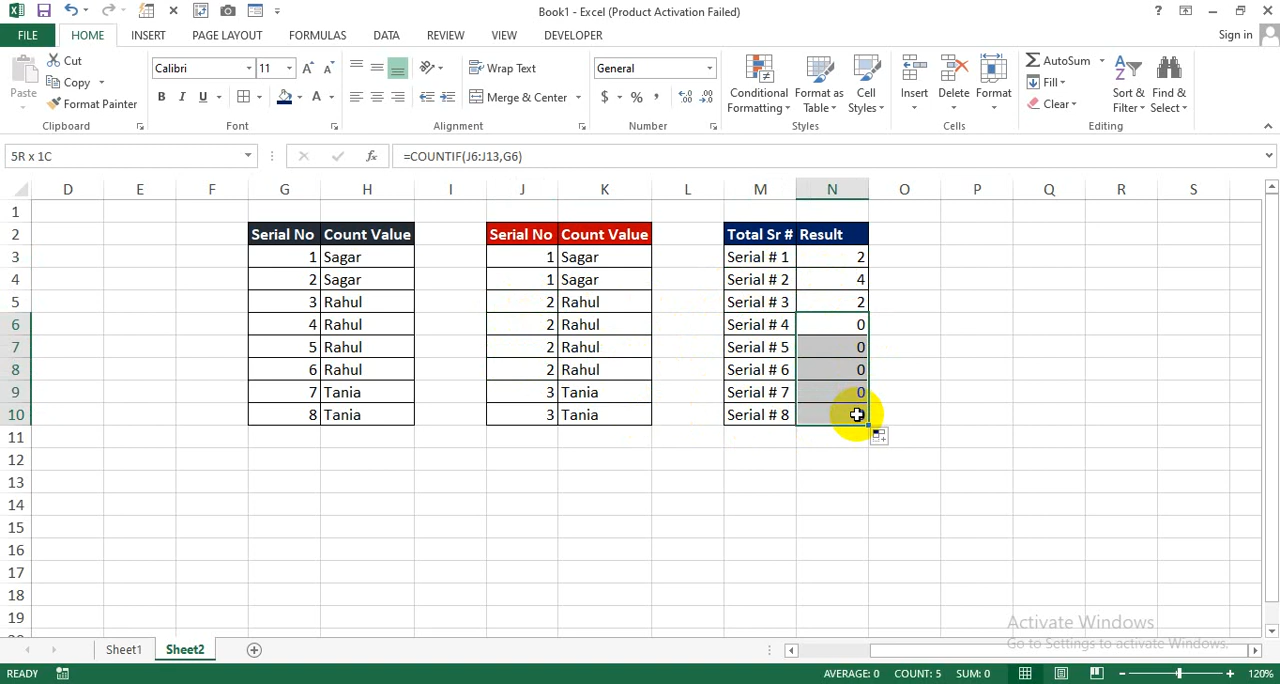 Book1 - Excel (Product Activation Failed)
FILE HOME INSERT PAGE LAYOUT FORMULAS DATA REVIEW VIEW DEVELOPER Sign in
Cut
Copy
Format Painter
Paste
Clipboard
Calibri 11
B I U
Font
Wrap Text
Merge & Center
Alignment
General
$ % ,
Number
Conditional Formatting
Format as Table
Cell Styles
Styles
Insert Delete Format
Cells
AutoSum
Fill
Clear
Sort & Filter
Find & Select
Editing
5R x 1C =COUNTIF(J6:J13,G6)
D E F G H I J K L M N O P Q R S
1
2 Serial No Count Value Serial No Count Value Total Sr # Result
3 1 Sagar 1 Sagar Serial # 1 2
4 2 Sagar 1 Sagar Serial # 2 4
5 3 Rahul 2 Rahul Serial # 3 2
6 4 Rahul 2 Rahul Serial # 4 0
7 5 Rahul 2 Rahul Serial # 5 0
8 6 Rahul 2 Rahul Serial # 6 0
9 7 Tania 3 Tania Serial # 7 0
10 8 Tania 3 Tania Serial # 8
11
12
13
14
15
16
17
18
19
Activate Windows
Go to Settings to activate Windows.
Sheet1 Sheet2
READY AVERAGE: 0 COUNT: 5 SUM: 0 120%